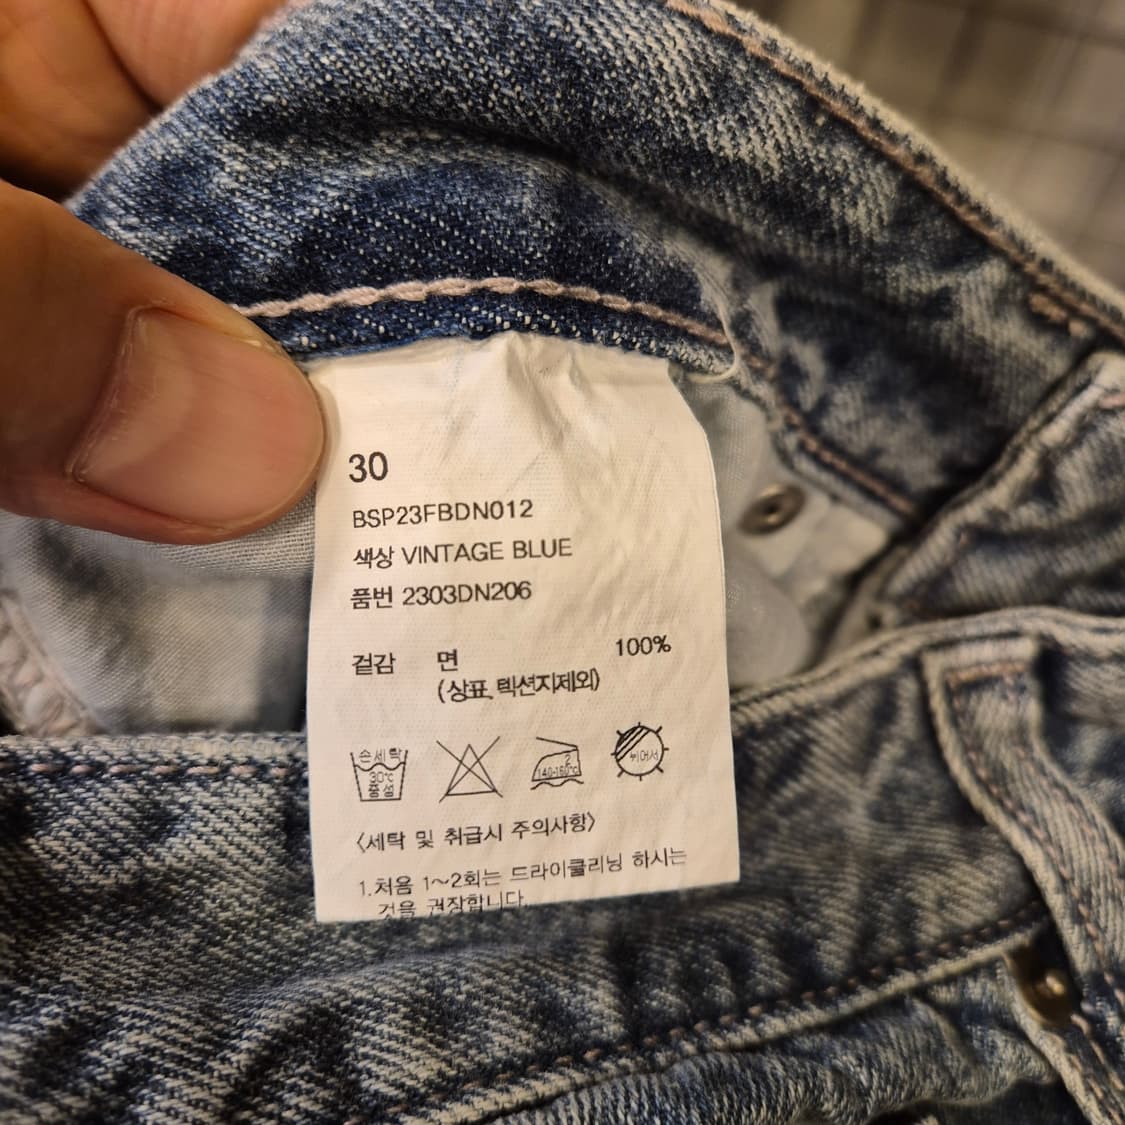 30
BSP23FBDN012
색상 VINTAGE BLUE
품번 2303DN206
겉감 면 100%
(상표, 렉션지제외)
손세탁
30℃
중성
2
140-160℃
뉘어서
〈세탁 및 취급시 주의사항〉
1.처음 1~2회는 드라이클리닝 하시는
것을 권장합니다.